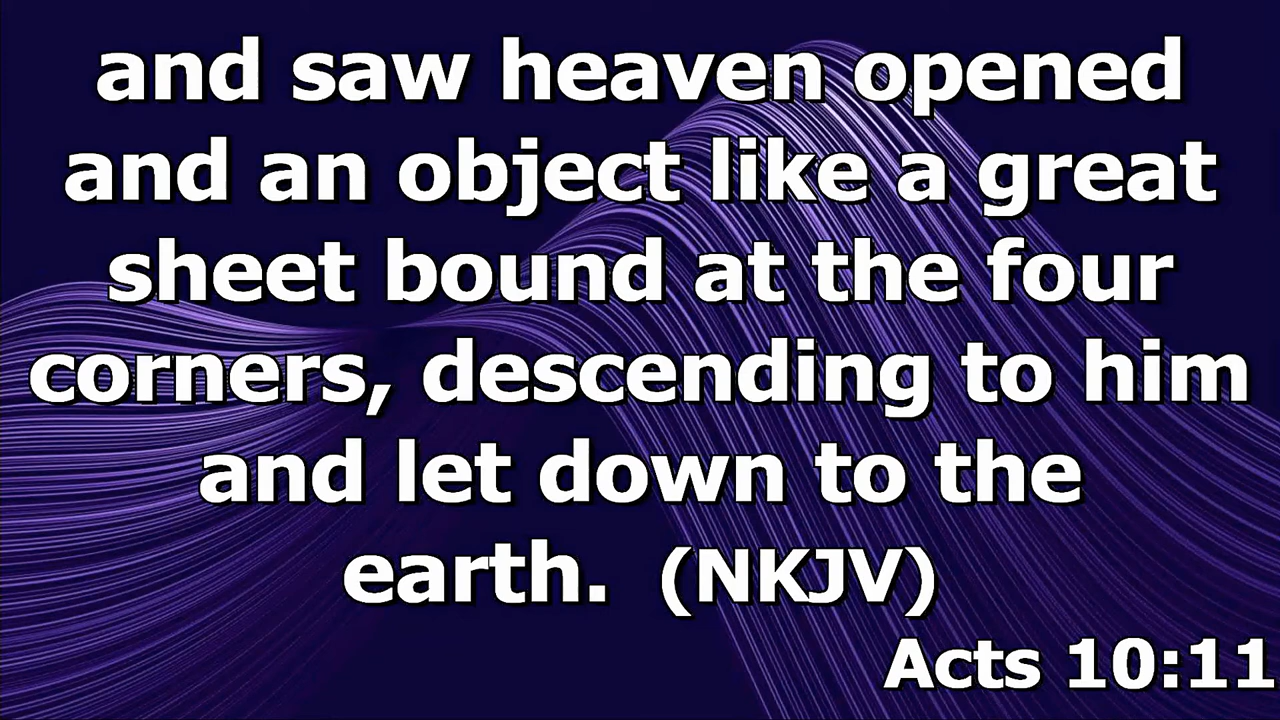 and saw heaven opened
and an object like a great
sheet bound at the four
corners, descending to him
and let down to the
earth. (NKJV)
Acts 10:11